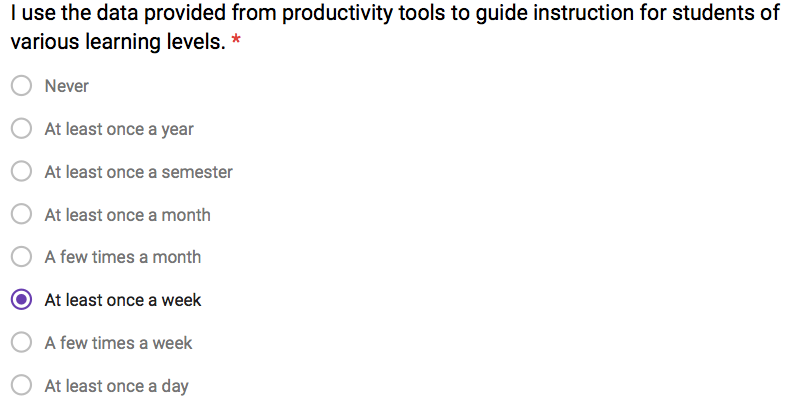 I use the data provided from productivity tools to guide instruction for students of
various learning levels. *
Never
At least once a year
At least once a semester
At least once a month
A few times a month
At least once a week
A few times a week
At least once a day